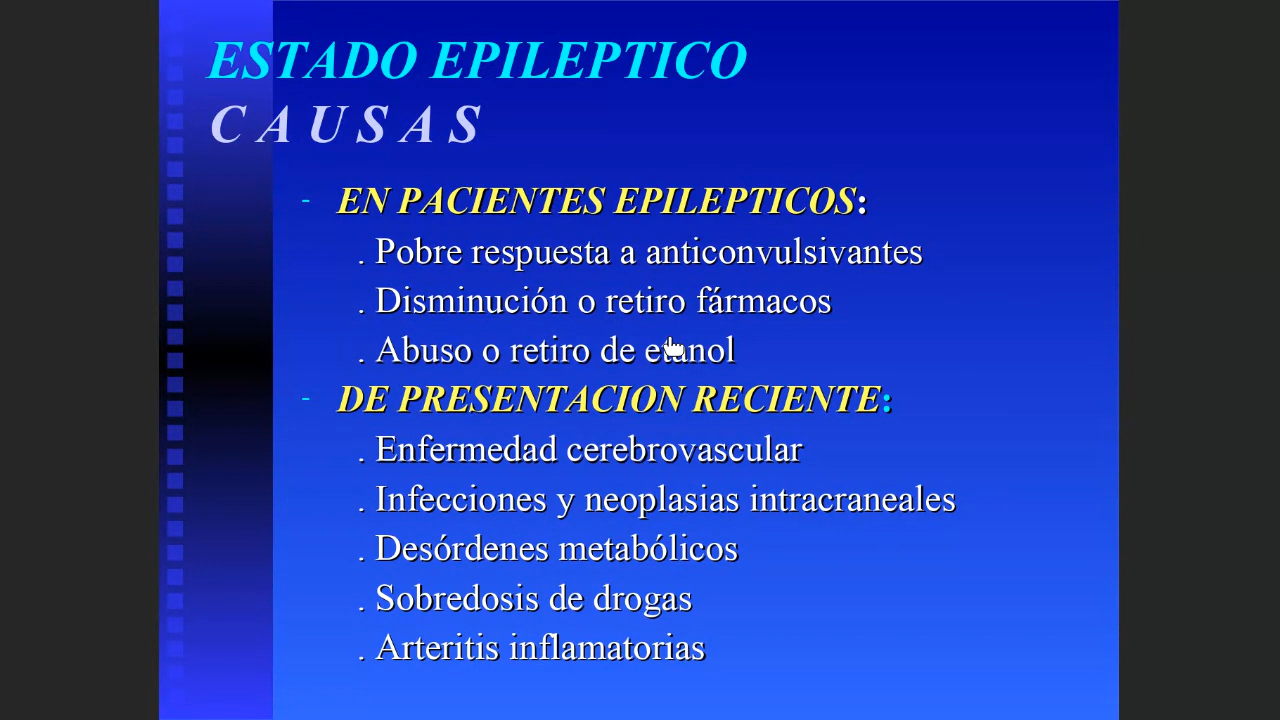 ESTADO EPILEPTICO
C A U S A S
- EN PACIENTES EPILEPTICOS:
. Pobre respuesta a anticonvulsivantes
. Disminución o retiro fármacos
. Abuso o retiro de etanol
- DE PRESENTACION RECIENTE:
. Enfermedad cerebrovascular
. Infecciones y neoplasias intracraneales
. Desórdenes metabólicos
. Sobredosis de drogas
. Arteritis inflamatorias